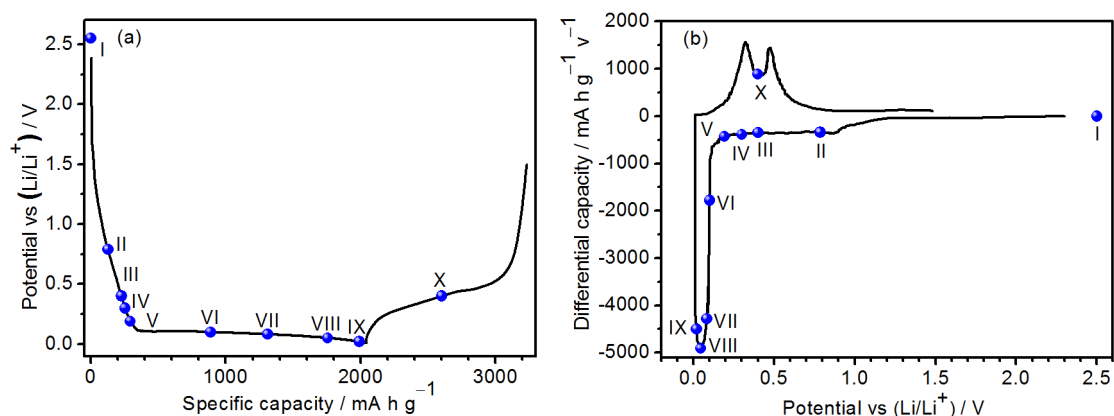 (a)
Potential vs (Li/Li⁺) / V
2.5
2.0
1.5
1.0
0.5
0.0
I
II
III
IV
V
VI
VII
VIII
IX
X
0
1000
2000
3000
Specific capacity / mA h g⁻¹
(b)
Differential capacity / mA h g⁻¹ v⁻¹
2000
1000
0
-1000
-2000
-3000
-4000
-5000
X
V
IV
III
II
I
VI
IX
VII
VIII
0.0
0.5
1.0
1.5
2.0
2.5
Potential vs (Li/Li⁺) / V